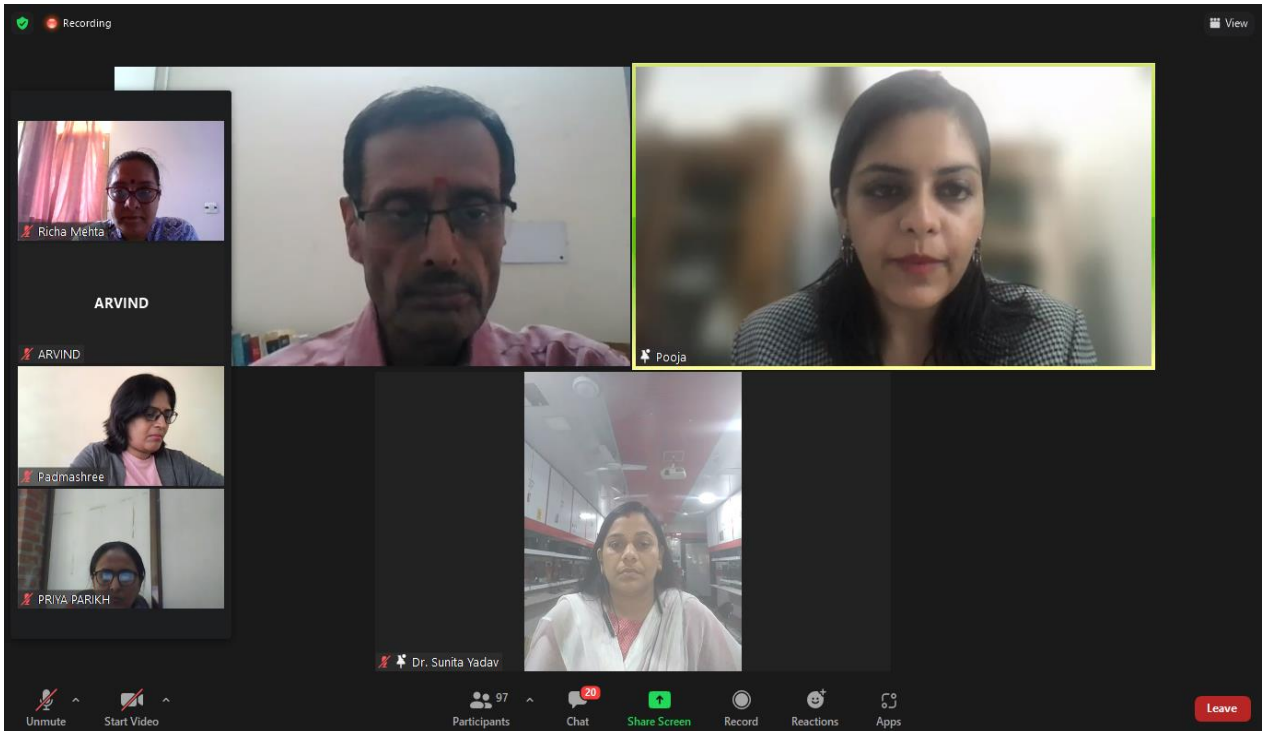 Recording
View
Richa Mehta
ARVIND
ARVIND
Padmashree
PRIYA PARIKH
Pooja
Dr. Sunita Yadav
Unmute
Start Video
97
Participants
20
Chat
Share Screen
Record
Reactions
Apps
Leave